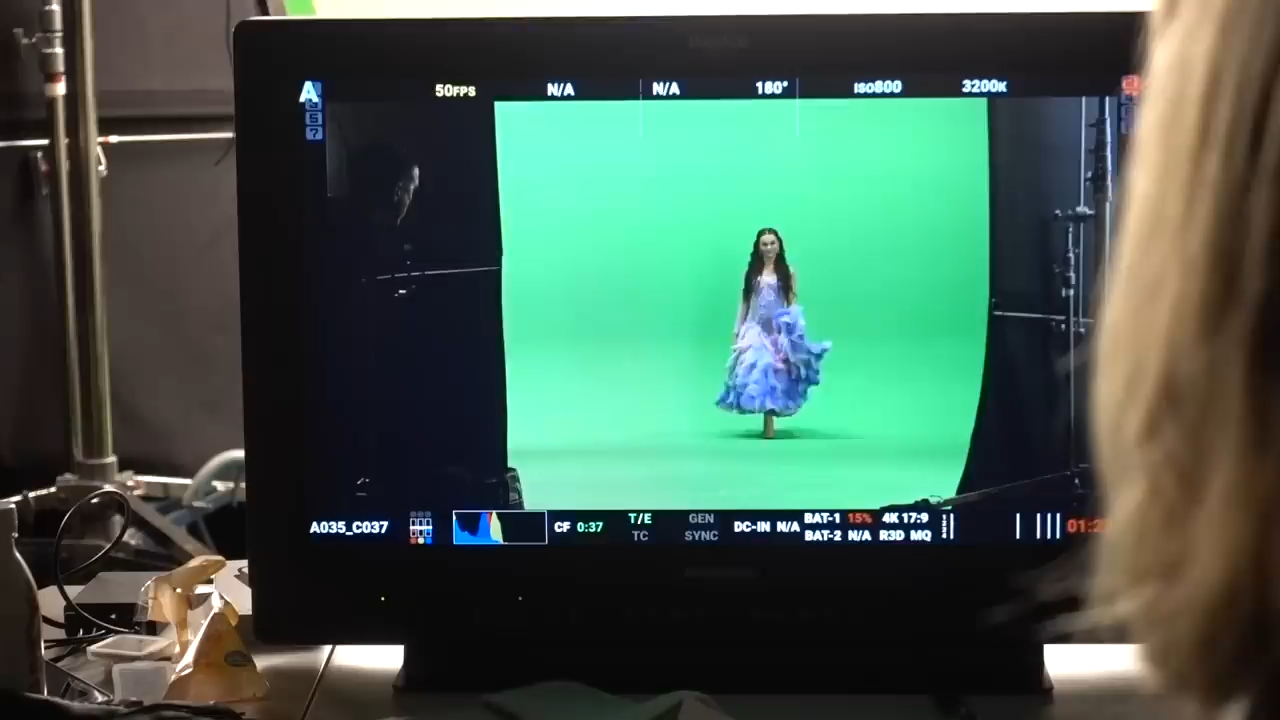 A 50FPS N/A N/A 180° ISO800 3200K
5
7
A035_C037 CF 0:37 T/E GEN DC-IN N/A BAT-1 15% 4K 17:9
TC SYNC BAT-2 N/A R3D MQ